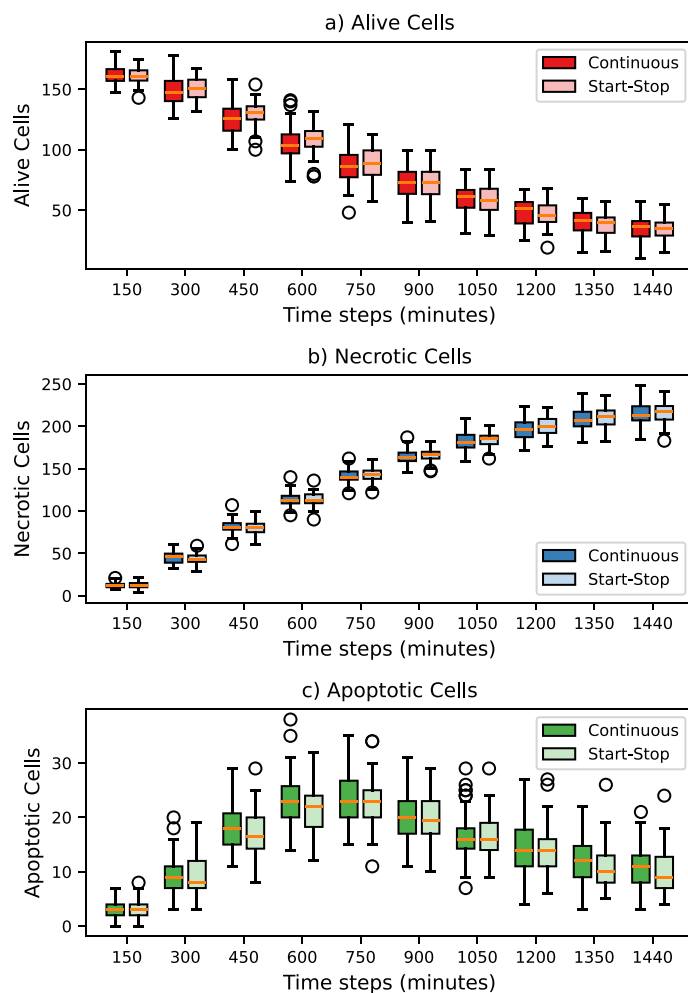 a) Alive Cells
Continuous
Start-Stop
150
100
50
Alive Cells
150 300 450 600 750 900 1050 1200 1350 1440
Time steps (minutes)
b) Necrotic Cells
250
200
150
100
50
0
Necrotic Cells
Continuous
Start-Stop
150 300 450 600 750 900 1050 1200 1350 1440
Time steps (minutes)
c) Apoptotic Cells
Continuous
Start-Stop
30
20
10
0
Apoptotic Cells
150 300 450 600 750 900 1050 1200 1350 1440
Time steps (minutes)